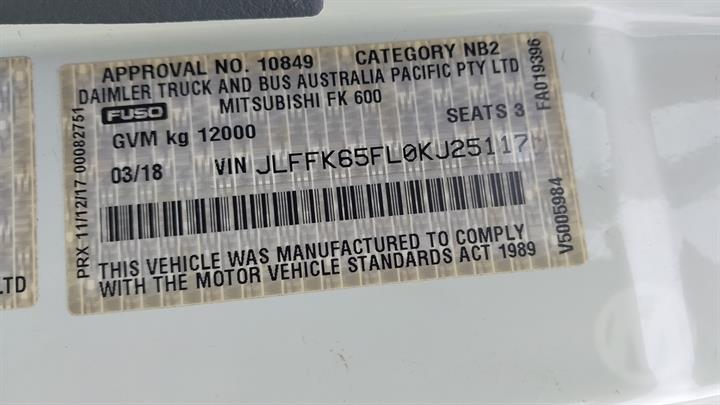 APPROVAL NO. 10849 CATEGORY NB2
DAIMLER TRUCK AND BUS AUSTRALIA PACIFIC PTY LTD
FUSO MITSUBISHI FK 600
GVM kg 12000 SEATS 3
03/18 VIN JLFFK65FL0KJ25117
THIS VEHICLE WAS MANUFACTURED TO COMPLY
WITH THE MOTOR VEHICLE STANDARDS ACT 1989
PRX 11/12/17-00082751
FA019396
V5005984
LTD